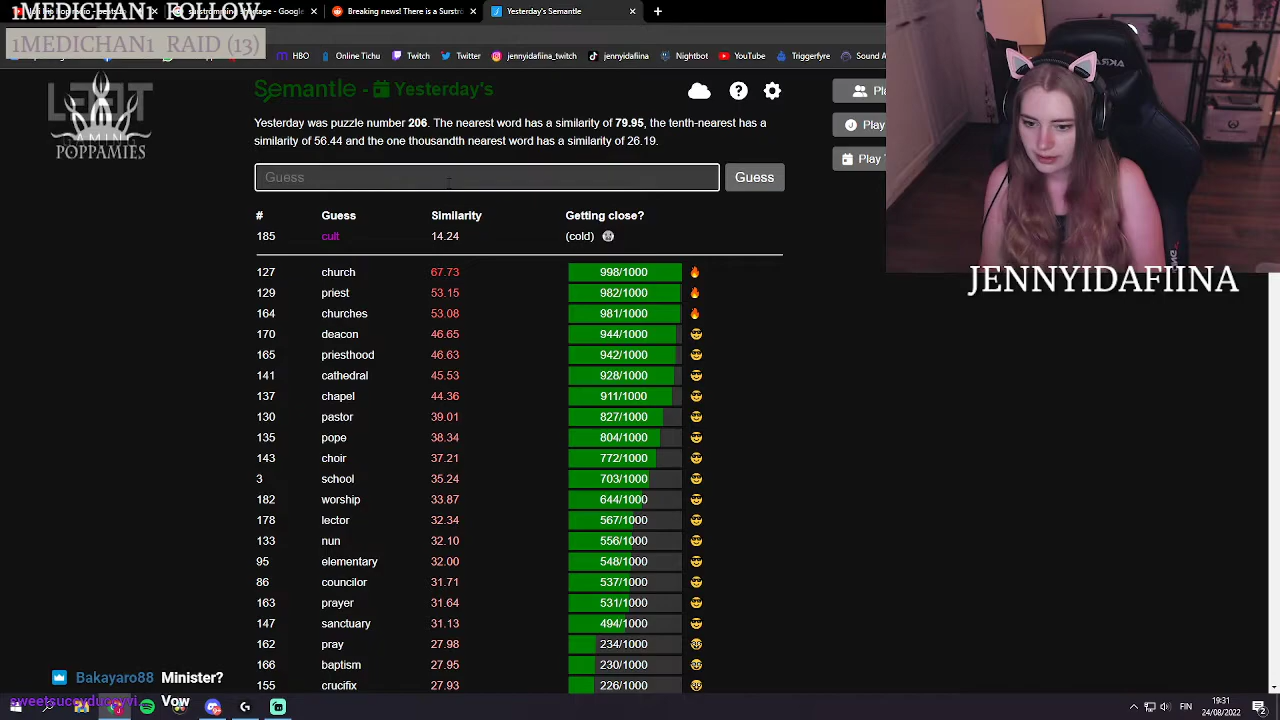 1MEDICHAN1 FOLLOW
1MEDICHAN1 RAID (13)
Google
Breaking news! There is a Surstro
Yesterday's Semantle
HBO
Online Tichu
Twitch
Twitter
jennyidafiina_twitch
TikTok
Nightbot
YouTube
Triggerfyre
Sound A
POPPAMIES
Semantle - Yesterday's
Yesterday was puzzle number 206. The nearest word has a similarity of 79.95, the tenth-nearest has a
similarity of 56.44 and the one thousandth nearest word has a similarity of 26.19.
Guess Guess
Play
# Guess Similarity Getting close?
185 cult 14.24 (cold)
127 church 67.73 998/1000
129 priest 53.15 982/1000
164 churches 53.08 981/1000
170 deacon 46.65 944/1000
165 priesthood 46.63 942/1000
141 cathedral 45.53 928/1000
137 chapel 44.36 911/1000
130 pastor 39.01 827/1000
135 pope 38.34 804/1000
143 choir 37.21 772/1000
3 school 35.24 703/1000
182 worship 33.87 644/1000
178 lector 32.34 567/1000
133 nun 32.10 556/1000
95 elementary 32.00 548/1000
86 councilor 31.71 537/1000
163 prayer 31.64 531/1000
147 sanctuary 31.13 494/1000
162 pray 27.98 234/1000
166 baptism 27.95 230/1000
155 crucifix 27.93 226/1000
JENNYIDAFIINA
Bakayaro88 Minister?
Vow
FIN
19:31
24/08/2022